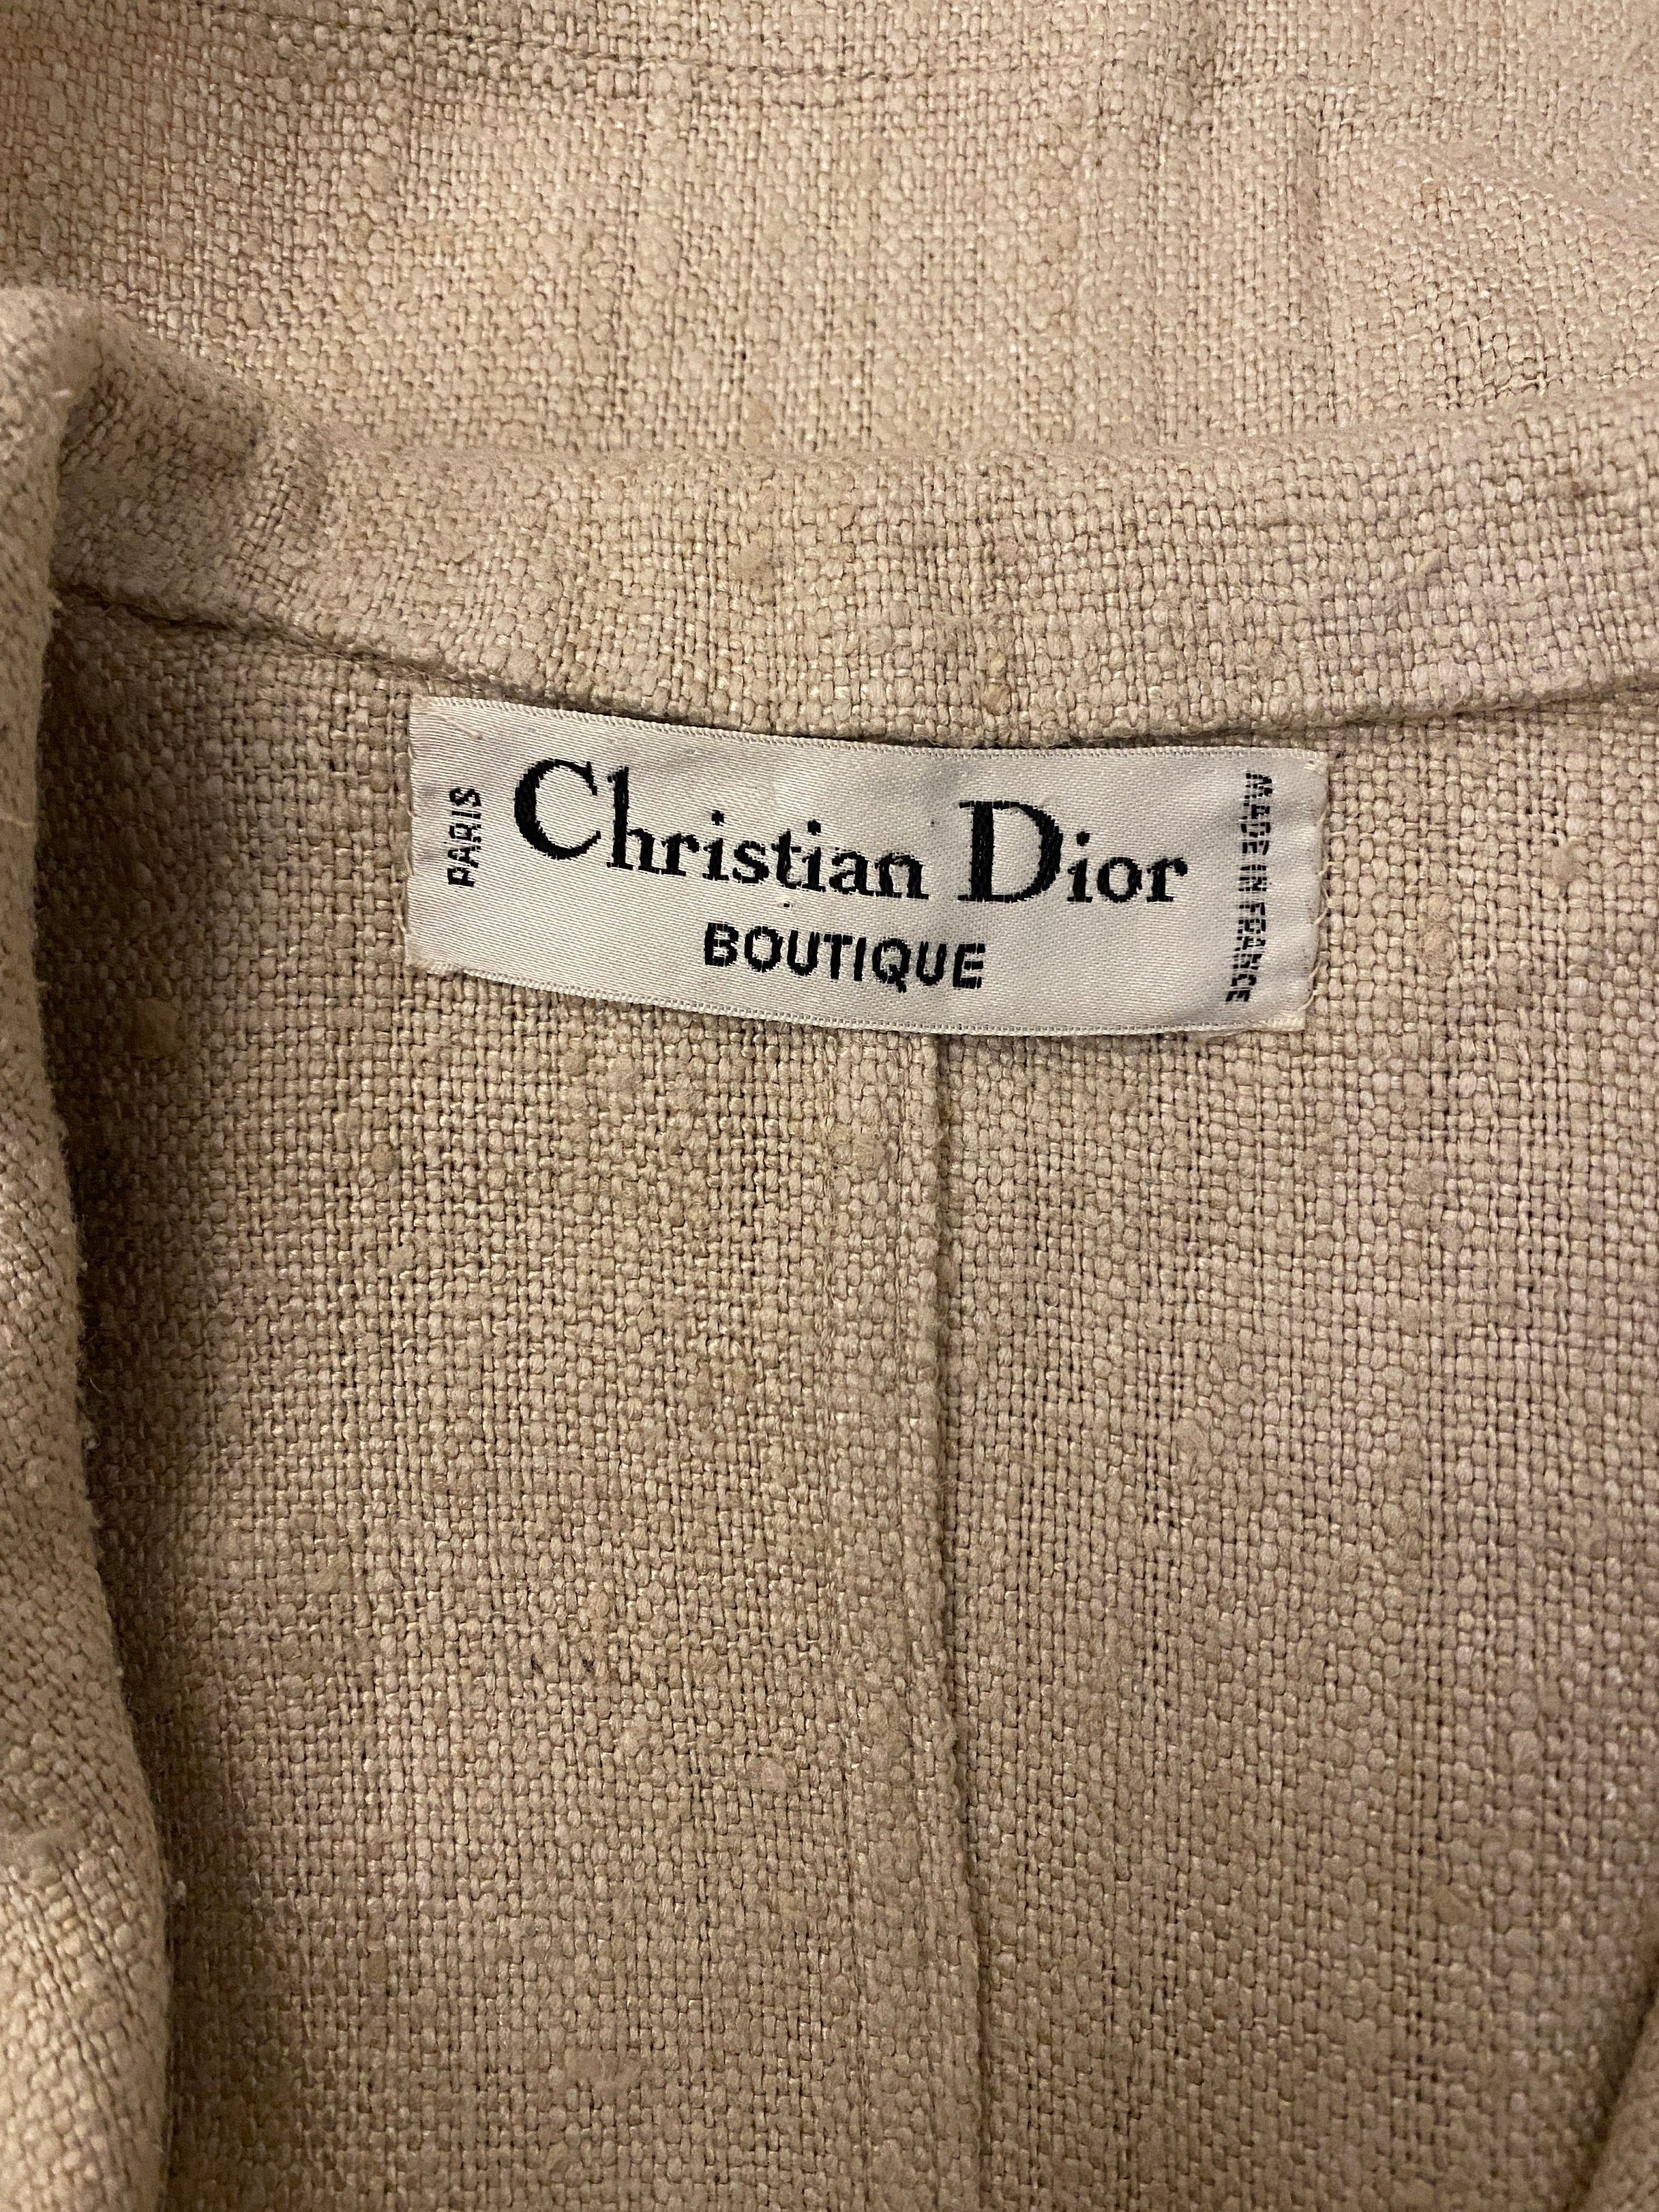 PARIS
Christian Dior
BOUTIQUE
MADE IN FRANCE